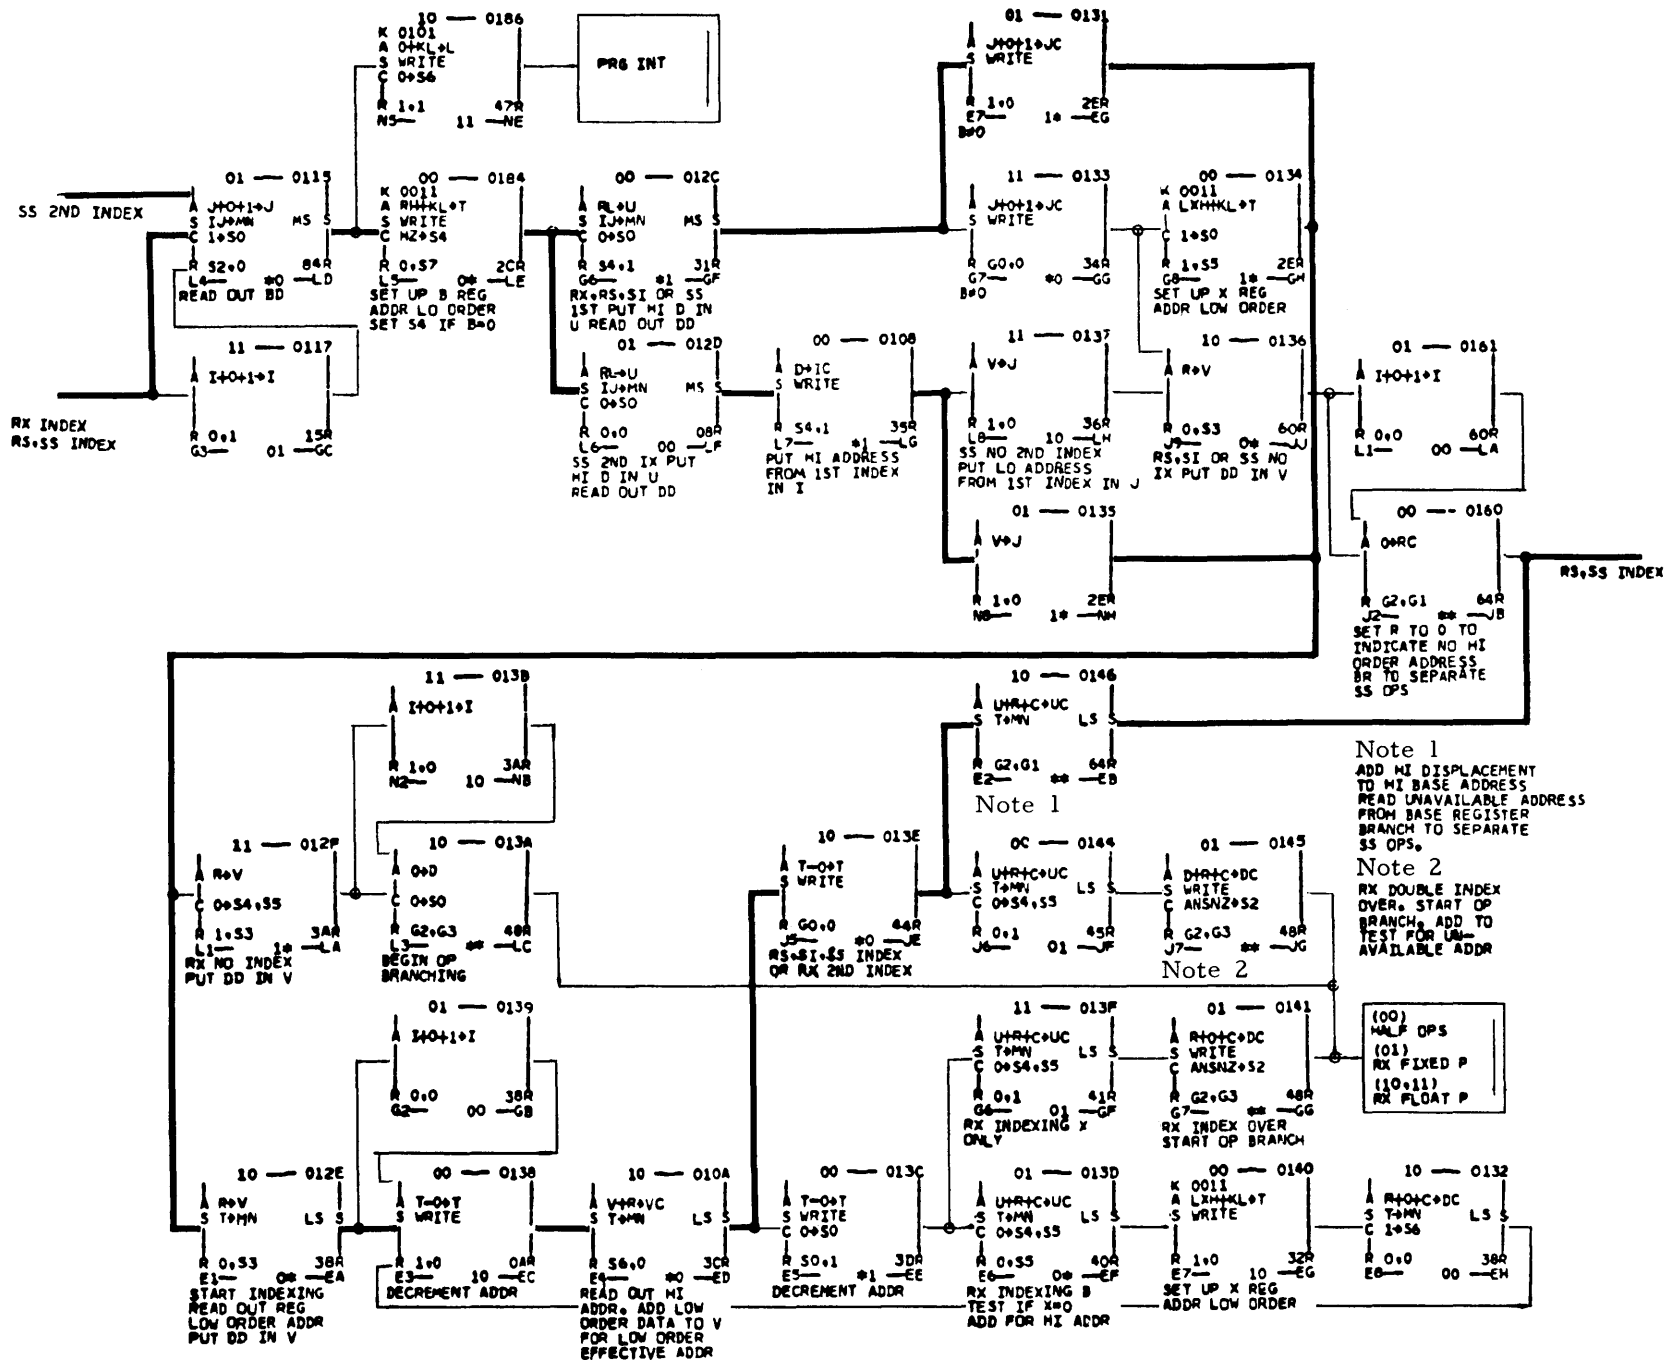 10 — 0186
K 0101
A 0+KL→L
S WRITE
C 0→S6
R 1,1 47R
N5— 11 —NE
PRG INT
01 — 0131
A J+0+1→JC
S WRITE
R 1,0 2ER
E7— 1* —EG
B≠0
SS 2ND INDEX
01 — 0115
A J+0+1→J
S IJ→MN MS S
C 1→S0
R S2,0 84R
L4— *0 —LD
READ OUT BD
00 — 0184
K 0011
A RH+KL→T
S WRITE
C HZ→S4
R 0,S7 2CR
L5— 0* —LE
SET UP B REG
ADDR LO ORDER
SET S4 IF B=0
00 — 012C
A RL→U
S IJ→MN MS S
C 0→S0
R S4,1 31R
G6— *1 —GF
RX,RS,SI OR SS
1ST PUT HI D IN
U READ OUT DD
11 — 0133
A J+0+1→JC
S WRITE
R G0,0 34R
G7— *0 —GG
B=0
00 — 0134
K 0011
A LXH+KL→T
C 1→S0
R 1,S5 2ER
G8— 1* —GH
SET UP X REG
ADDR LOW ORDER
RX INDEX
RS,SS INDEX
11 — 0117
A I+0+1→I
R 0,1 15R
G3— 01 —GC
01 — 012D
A RL→U
S IJ→MN MS S
C 0→S0
R 0,0 08R
L6— 00 —LF
SS 2ND IX PUT
HI D IN U
READ OUT DD
00 — 0108
A D→IC
S WRITE
R S4,1 35R
L7— *1 —LG
PUT HI ADDRESS
FROM 1ST INDEX
IN I
11 — 0137
A V→J
R 1,0 36R
L8— 10 —LH
SS NO 2ND INDEX
PUT LO ADDRESS
FROM 1ST INDEX IN J
10 — 0136
A R→V
R 0,S3 60R
J9— 0* —JJ
RS,SI OR SS NO
IX PUT DD IN V
01 — 0161
A I+0+1→I
R 0,0 60R
L1— 00 —LA
01 — 0135
A V→J
R 1,0 2ER
N8— 1* —NH
00 —- 0160
A 0→RC
R G2,G1 64R
J2— ** —JB
SET R TO 0 TO
INDICATE NO HI
ORDER ADDRESS
BR TO SEPARATE
SS OPS
RS,SS INDEX
11 — 013B
A I+0+1→I
R 1,0 3AR
N2— 10 —NB
10 — 0146
A U+R+C→UC
S T→MN LS S
R G2,G1 64R
E2— ** —EB
Note 1
Note 1
ADD HI DISPLACEMENT
TO HI BASE ADDRESS
READ UNAVAILABLE ADDRESS
FROM BASE REGISTER
BRANCH TO SEPARATE
SS OPS.
Note 2
RX DOUBLE INDEX
OVER. START OP
BRANCH. ADD TO
TEST FOR UN-
AVAILABLE ADDR
11 — 012F
A R→V
C 0→S4,S5
R 1,S3 3AR
L1— 1* —LA
RX NO INDEX
PUT DD IN V
10 — 013A
A 0→D
C 0→S0
R G2,G3 48R
L3— ** —LC
BEGIN OP
BRANCHING
10 — 013E
A T-0→T
S WRITE
R G0,0 44R
J5— *0 —JE
RS,SI,SS INDEX
OR RX 2ND INDEX
0C — 0144
A U+R+C→UC
S T→MN LS S
C 0→S4,S5
R 0,1 45R
J6— 01 —JF
01 — 0145
A D+R+C→DC
S WRITE
C ANSNZ→S2
R G2,G3 48R
J7— ** —JG
Note 2
01 — 0139
A I+0+1→I
R 0,0 38R
G2— 00 —GB
11 — 013F
A U+R+C→UC
S T→MN LS S
C 0→S4,S5
R 0,1 41R
G6— 01 —GF
RX INDEXING X
ONLY
01 — 0141
A R+0+C→DC
S WRITE
C ANSNZ→S2
R G2,G3 48R
G7— ** —GG
RX INDEX OVER
START OP BRANCH
(00)
HALF OPS
(01)
RX FIXED P
(10,11)
RX FLOAT P
10 — 012E
A R→V
S T→MN LS S
R 0,S3 38R
E1— 0* —EA
START INDEXING
READ OUT REG
LOW ORDER ADDR
PUT DD IN V
00 — 0138
A T-0→T
S WRITE
R 1,0 0AR
E3— 10 —EC
DECREMENT ADDR
10 — 010A
A V+R→VC
S T→MN LS S
R S6,0 3CR
E4— *0 —ED
READ OUT HI
ADDR. ADD LOW
ORDER DATA TO V
FOR LOW ORDER
EFFECTIVE ADDR
00 — 013C
A T-0→T
S WRITE
C 0→S0
R S0,1 3DR
E5— *1 —EE
DECREMENT ADDR
01 — 013D
A U+R+C→UC
S T→MN LS S
C 0→S4,S5
R 0,S5 40R
E6— 0* —EF
RX INDEXING B
TEST IF X=0
ADD FOR HI ADDR
00 — 0140
K 0011
A LXH+KL→T
S WRITE
R 1,0 32R
E7— 10 —EG
SET UP X REG
ADDR LOW ORDER
10 — 0132
A R+0+C→DC
S T→MN LS S
C 1→S6
R 0,0 38R
E8— 00 —EH